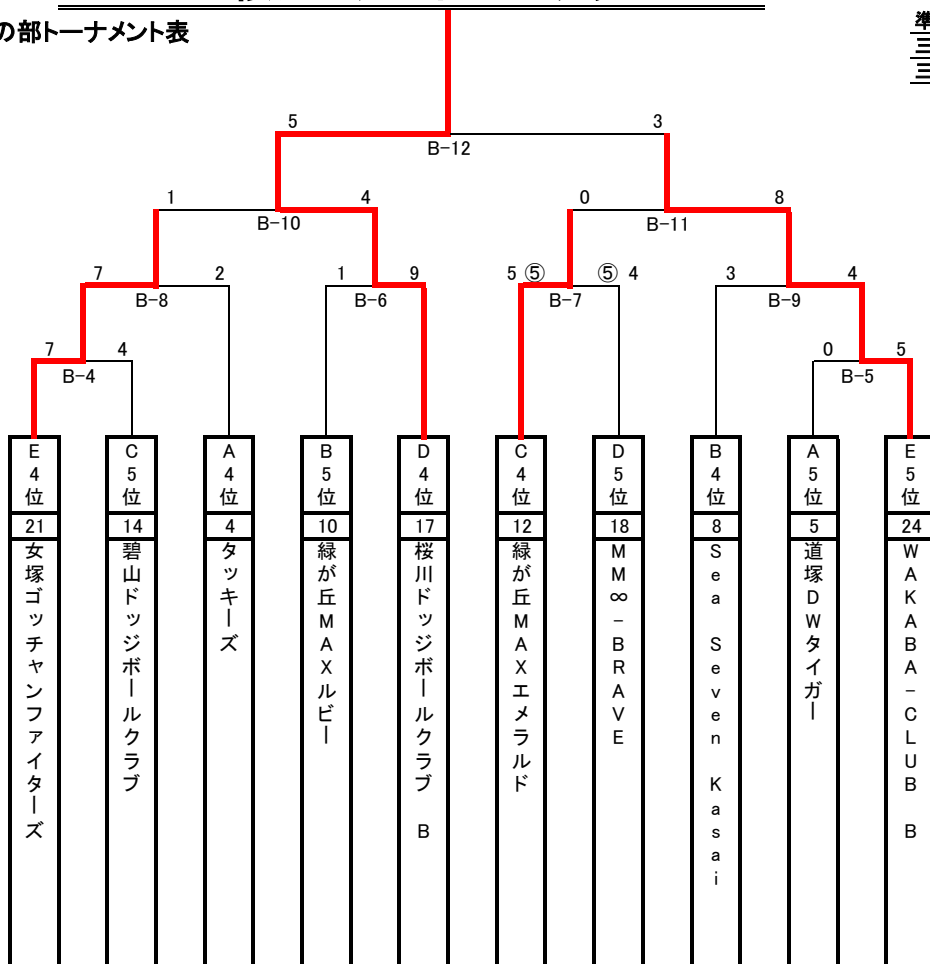 の部トーナメント表
準
三
三
5 3
B-12
1 4 0 8
B-10 B-11
7 2 1 9 5 ⑤ ⑤ 4 3 4
B-8 B-6 B-7 B-9
7 4 0 5
B-4 B-5
E4位 C5位 A4位 B5位 D4位 C4位 D5位 B4位 A5位 E5位
21 14 4 10 17 12 18 8 5 24
女塚ゴッチャンファイターズ
碧山ドッジボールクラブ
タッキーズ
緑が丘MAXルビー
桜川ドッジボールクラブ B
緑が丘MAXエメラルド
MM∞-BRAVE
Sea Seven Kasai
道塚DWタイガー
WAKABA-CLUB B